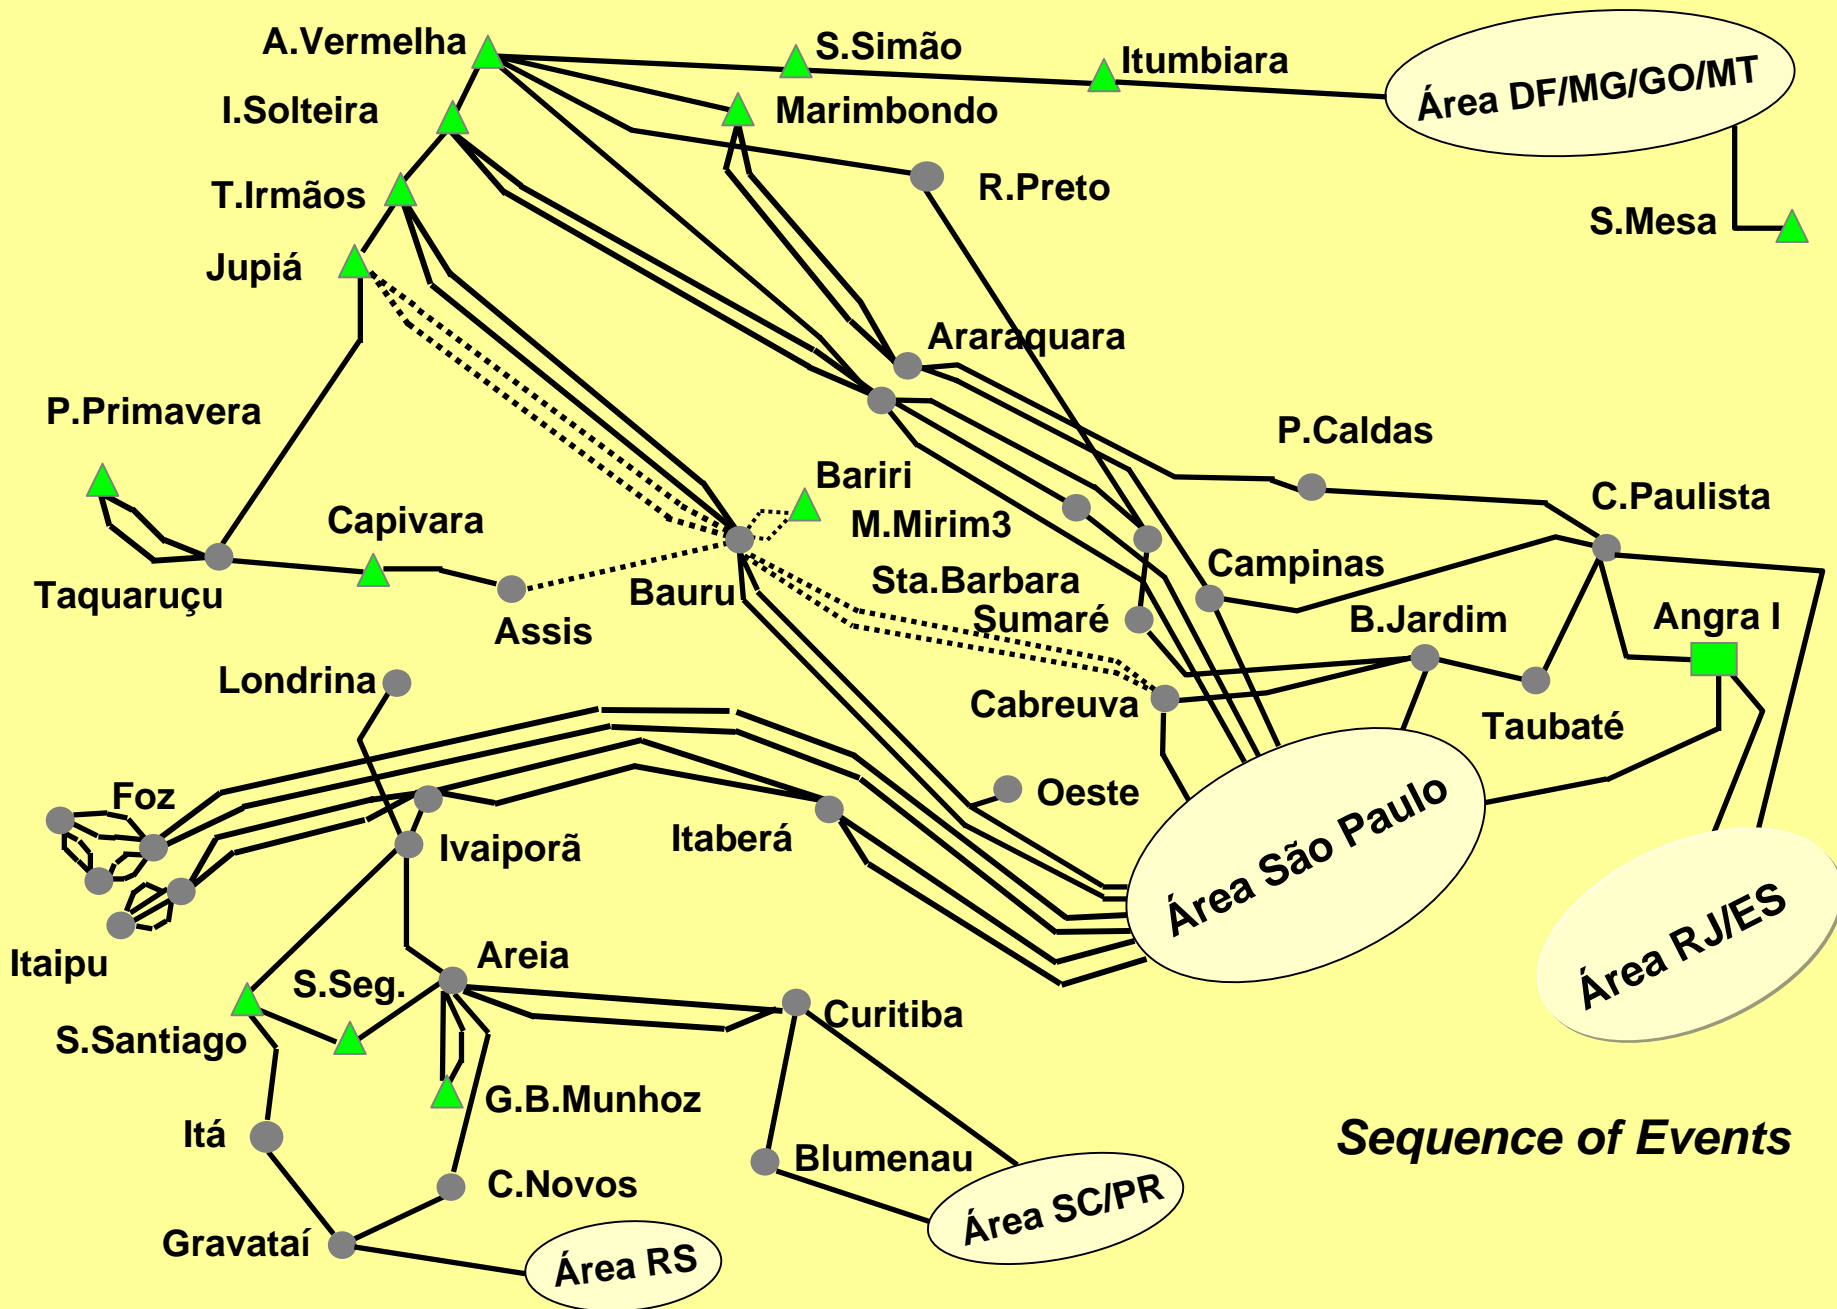 A.Vermelha
S.Simão
Itumbiara
Área DF/MG/GO/MT
I.Solteira
Marimbondo
T.Irmãos
R.Preto
S.Mesa
Jupiá
Araraquara
P.Primavera
P.Caldas
Bariri
C.Paulista
Capivara
M.Mirim3
Campinas
Taquaruçu
Bauru
Sta.Barbara
Sumaré
B.Jardim
Angra I
Assis
Londrina
Cabreuva
Taubaté
Foz
Oeste
Ivaiporã
Itaberá
Área São Paulo
Itaipu
Areia
Área RJ/ES
S.Seg.
Curitiba
S.Santiago
G.B.Munhoz
Itá
Sequence of Events
Blumenau
C.Novos
Área SC/PR
Gravataí
Área RS